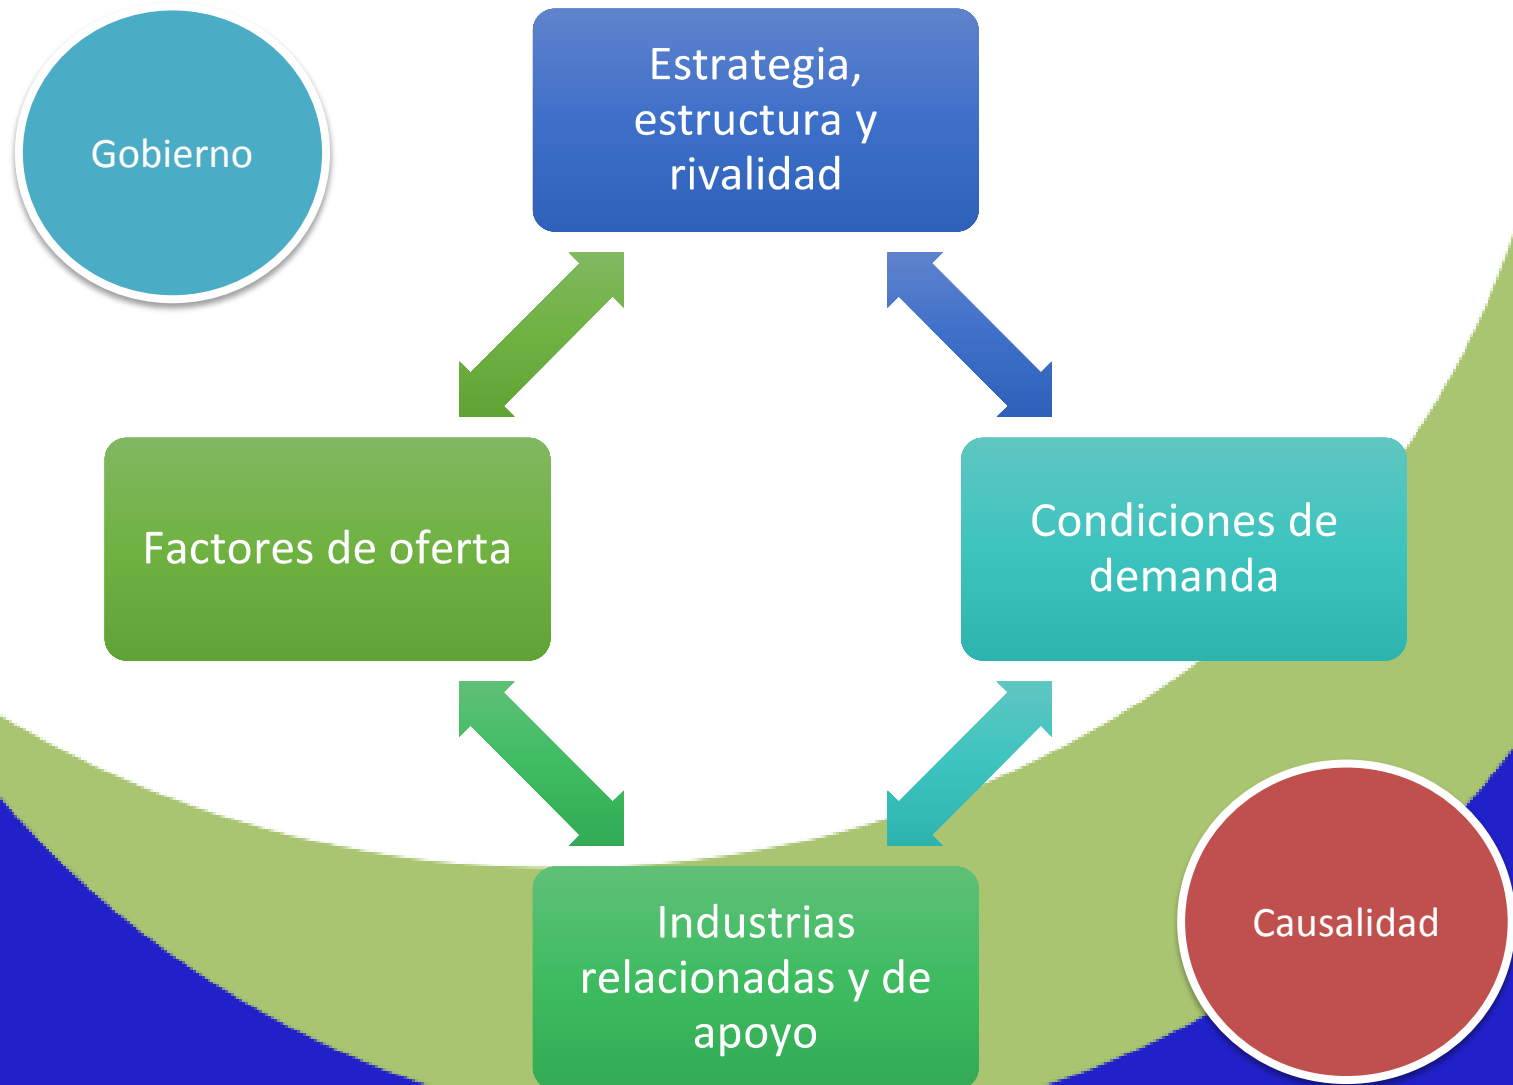 Gobierno
Estrategia,
estructura y
rivalidad
Factores de oferta
Condiciones de
demanda
Industrias
relacionadas y de
apoyo
Causalidad